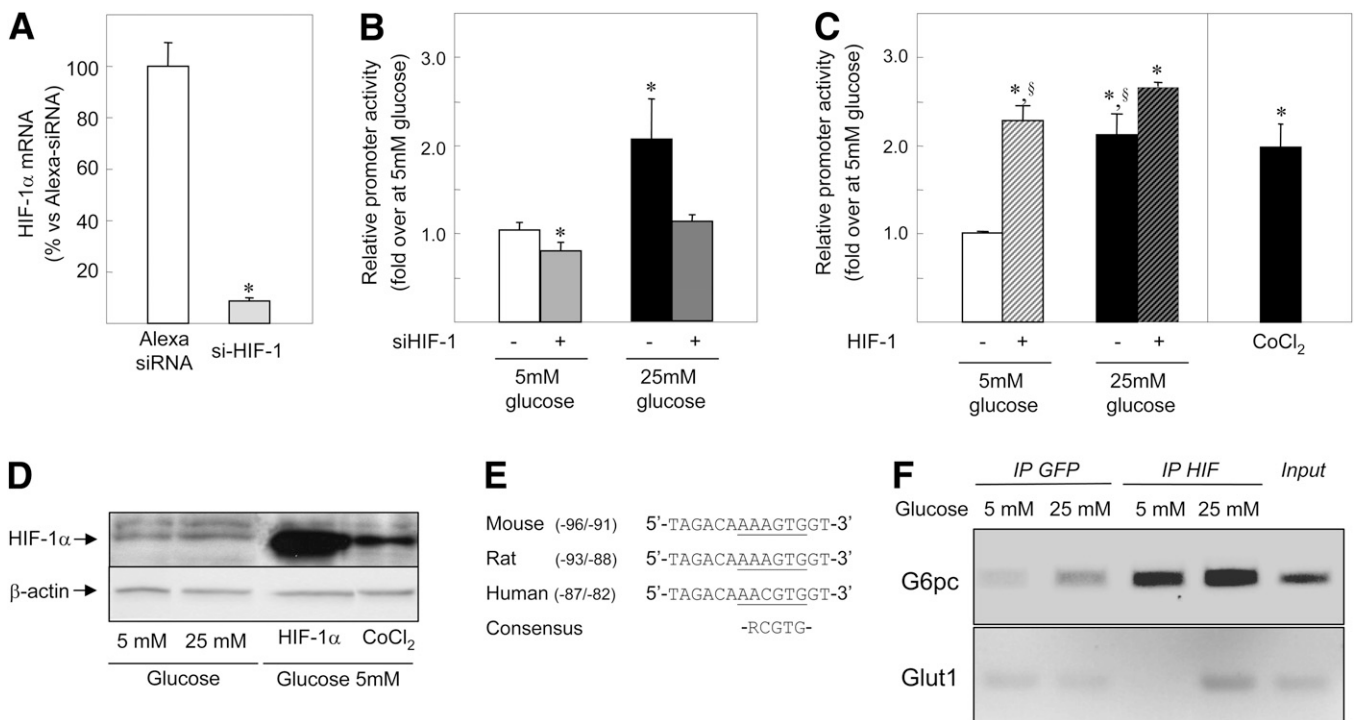 A
HIF-1α mRNA
(% vs Alexa-siRNA)
100
80
60
40
20
*
Alexa
siRNA
si-HIF-1
B
Relative promoter activity
(fold over at 5mM glucose)
3.0
2.0
1.0
*
*
siHIF-1
- + - +
5mM
glucose
25mM
glucose
C
Relative promoter activity
(fold over at 5mM glucose)
3.0
2.0
1.0
*,§
*,§
*
*
HIF-1
- + - +
CoCl2
5mM
glucose
25mM
glucose
D
HIF-1α
β-actin
5 mM 25 mM HIF-1α CoCl2
Glucose Glucose 5mM
E
Mouse (-96/-91) 5'-TAGACAAAAGTGGT-3'
Rat (-93/-88) 5'-TAGACAAAAGTGGT-3'
Human (-87/-82) 5'-TAGACAAACGTGGT-3'
Consensus -RCGTG-
F
IP GFP IP HIF Input
Glucose 5 mM 25 mM 5 mM 25 mM
G6pc
Glut1